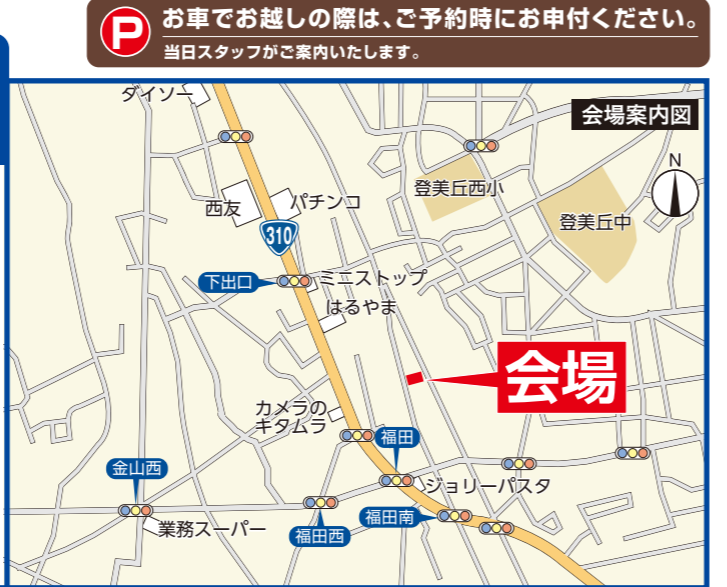 P
お車でお越しの際は、ご予約時にお申付ください。
当日スタッフがご案内いたします。
会場案内図
ダイソー
N
西友
パチンコ
登美丘西小
登美丘中
310
下出口
ミニストップ
はるやま
会場
カメラの
キタムラ
福田
金山西
ジョリーパスタ
業務スーパー
福田西
福田南